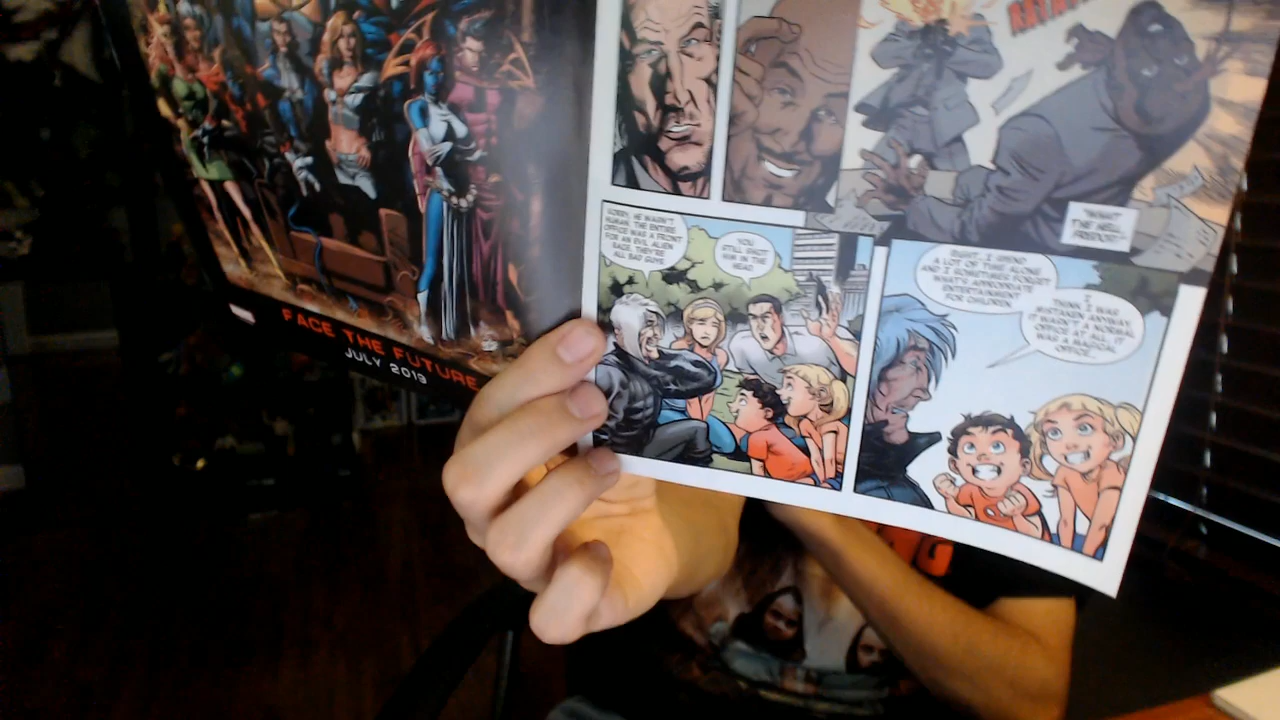 FACE THE FUTURE
JULY 2019
"WHAT
THE HELL,
SORRY, HE WASN'T
HUMAN. THE ENTIRE
OFFICE WAS A FRONT
FOR AN EVIL ALIEN
RACE. THEY'RE
ALL BAD GUYS.
YOU
STILL SHOT
HIM IN THE
HEAD.
RIGHT. I SPEND
A LOT OF TIME ALONE
AND I SOMETIMES FORGET
WHAT'S APPROPRIATE
ENTERTAINMENT
FOR CHILDREN.
I
THINK I WAS
MISTAKEN ANYWAY.
IT WASN'T A NORMAL
OFFICE AT ALL, IT
WAS A MAGICAL
OFFICE...